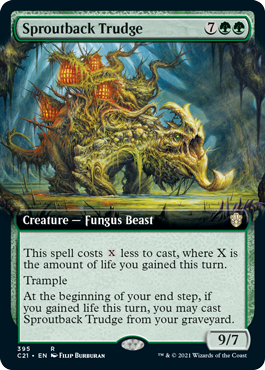 Sproutback Trudge 7
Creature — Fungus Beast
This spell costs X less to cast, where X is
the amount of life you gained this turn.
Trample
At the beginning of your end step, if
you gained life this turn, you may cast
Sproutback Trudge from your graveyard.
9/7
395 R
C21 • EN FILIP BURBURAN
™ & © 2021 Wizards of the Coast